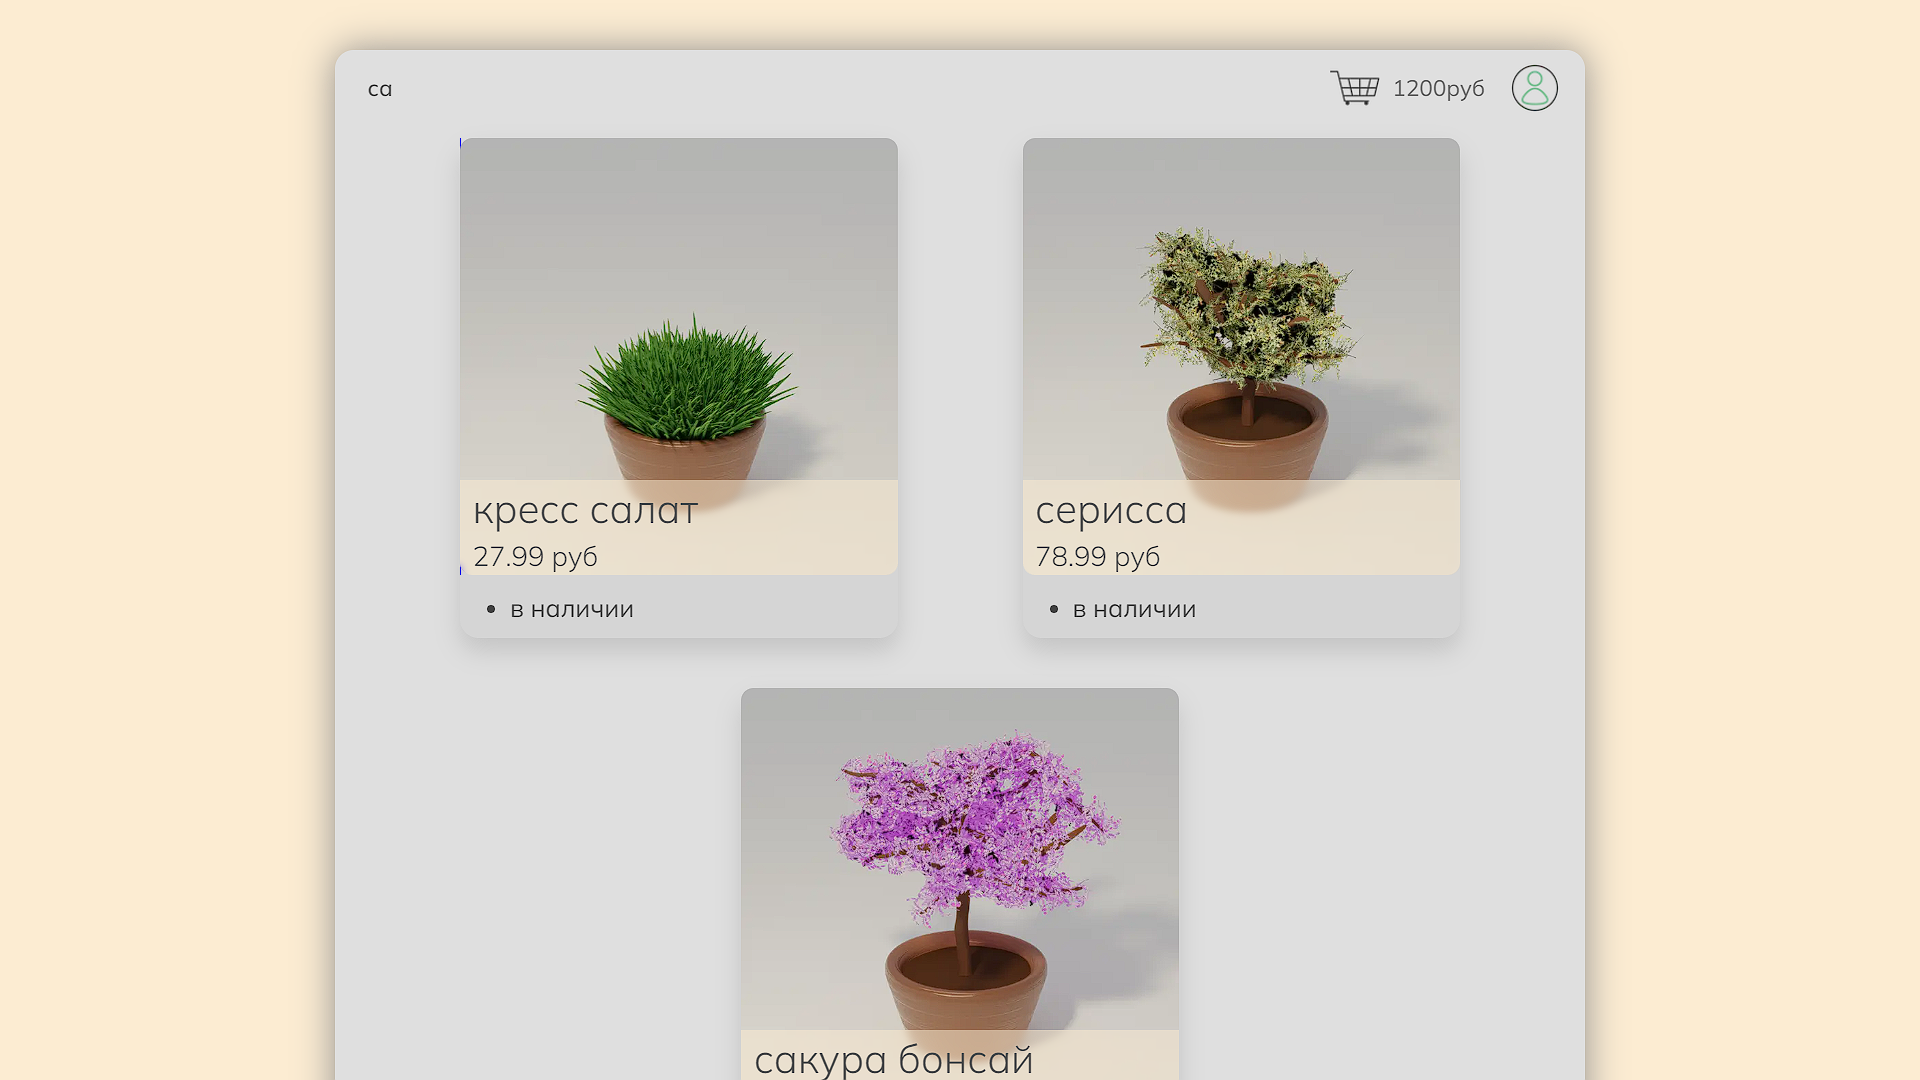 са
1200руб
кресс салат
27.99 руб
в наличии
серисса
78.99 руб
в наличии
сакура бонсай